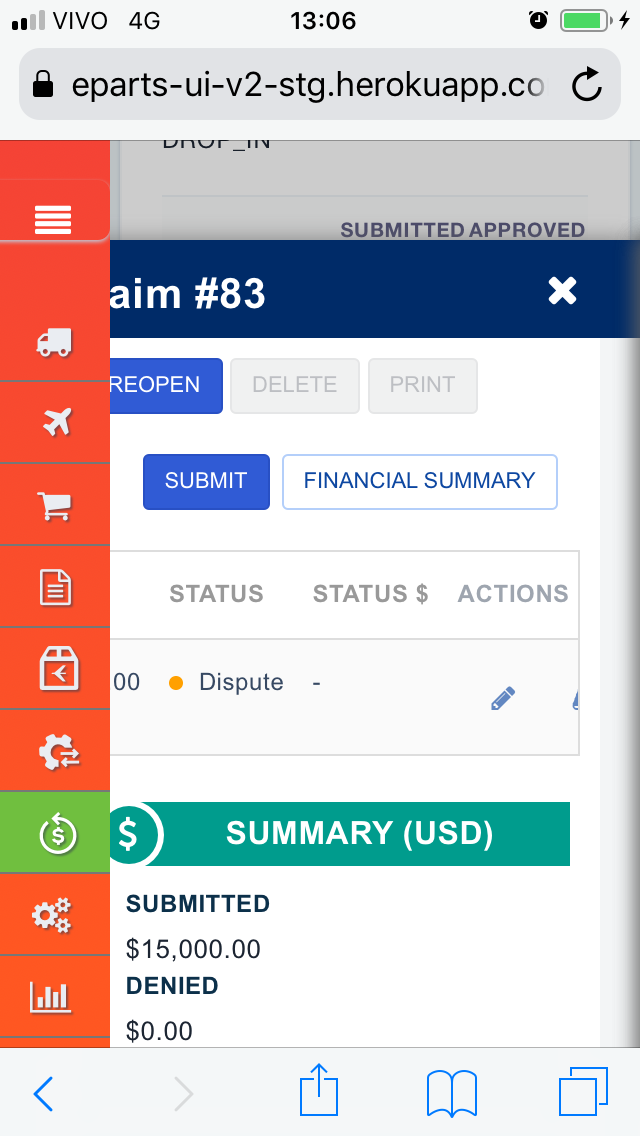 VIVO 4G 13:06
eparts-ui-v2-stg.herokuapp.co
DROP_IN
SUBMITTED APPROVED
aim #83
REOPEN DELETE PRINT
SUBMIT FINANCIAL SUMMARY
STATUS STATUS $ ACTIONS
00 Dispute -
$ SUMMARY (USD)
SUBMITTED
$15,000.00
DENIED
$0.00